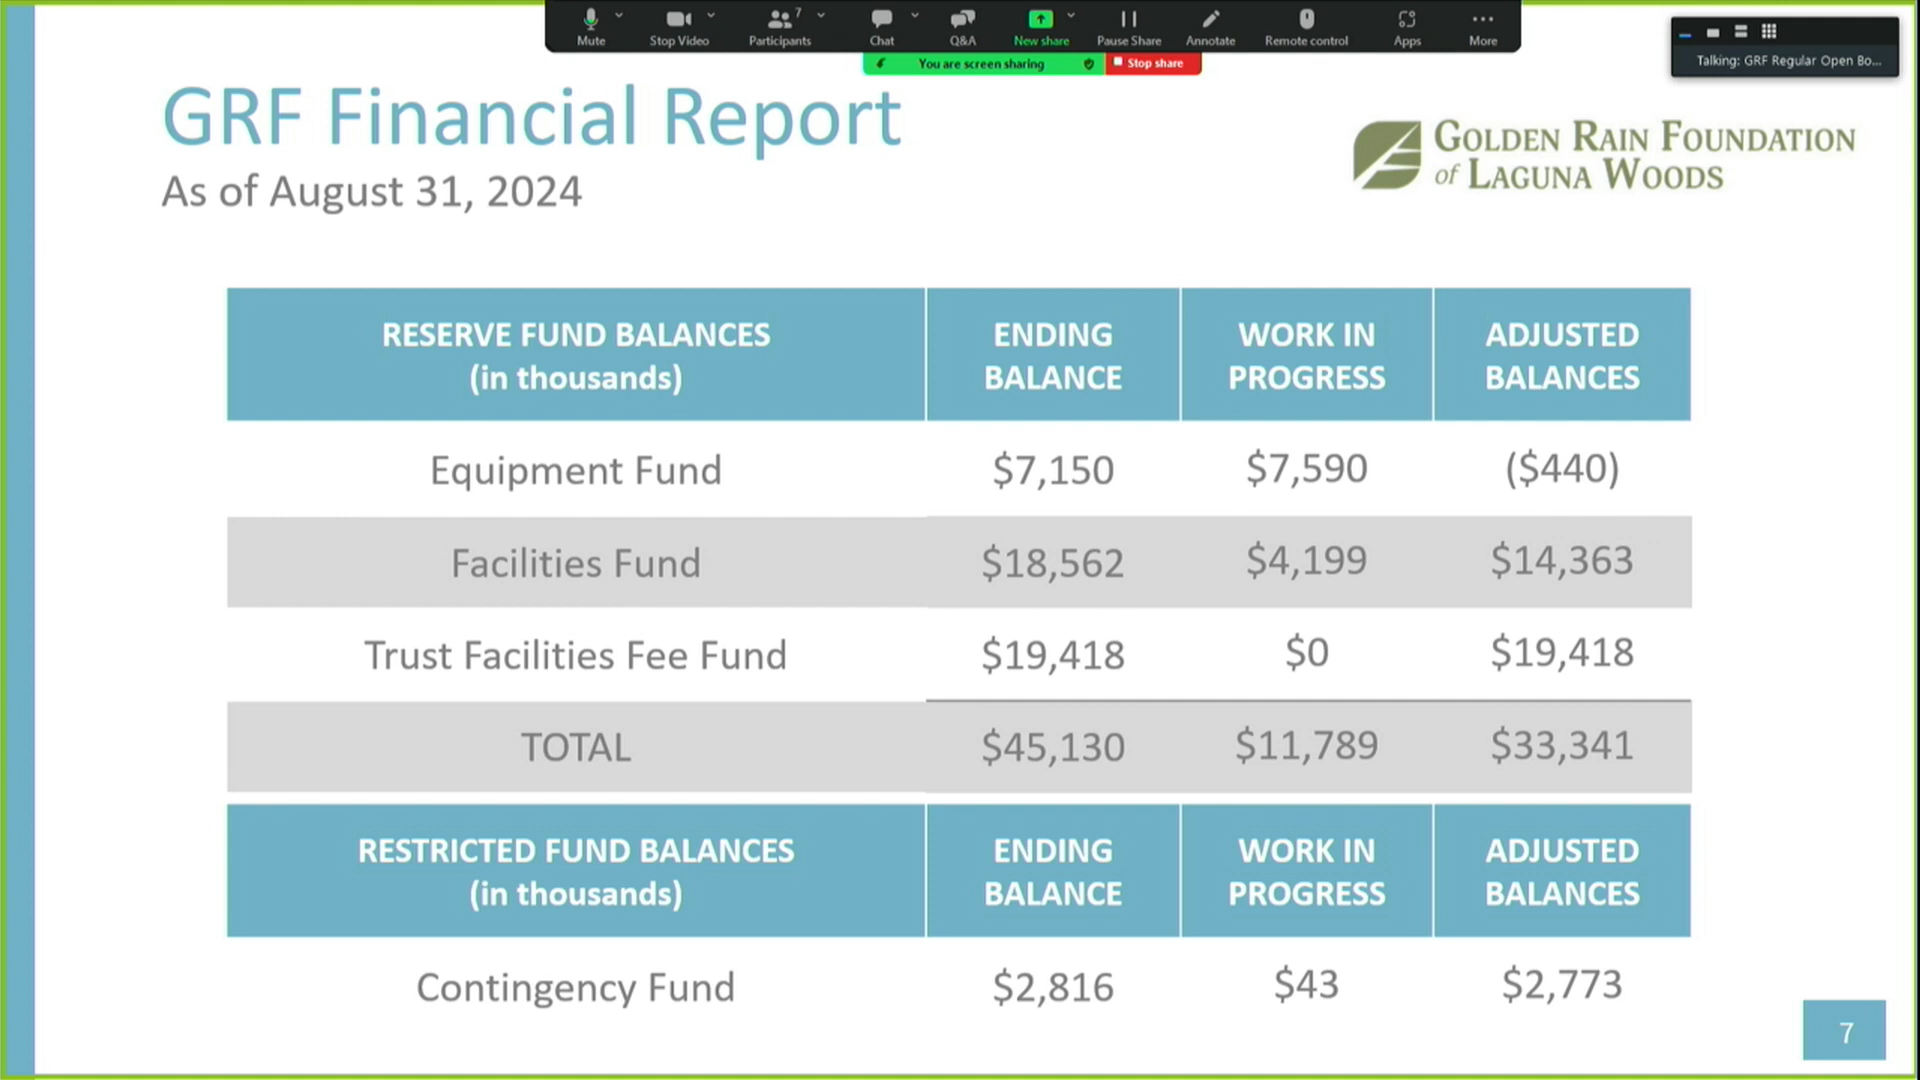 Mute
Stop Video
Participants 7
Chat
Q&A
New share
Pause Share
Annotate
Remote control
Apps
More
You are screen sharing
Stop share
Talking: GRF Regular Open Bo...
GRF Financial Report
As of August 31, 2024
GOLDEN RAIN FOUNDATION
of LAGUNA WOODS
RESERVE FUND BALANCES
(in thousands)
ENDING
BALANCE
WORK IN
PROGRESS
ADJUSTED
BALANCES
Equipment Fund $7,150 $7,590 ($440)
Facilities Fund $18,562 $4,199 $14,363
Trust Facilities Fee Fund $19,418 $0 $19,418
TOTAL $45,130 $11,789 $33,341
RESTRICTED FUND BALANCES
(in thousands)
ENDING
BALANCE
WORK IN
PROGRESS
ADJUSTED
BALANCES
Contingency Fund $2,816 $43 $2,773
7